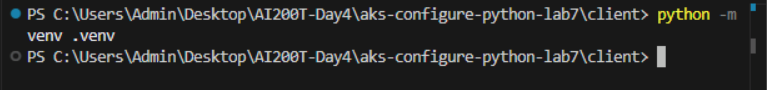 PS C:\Users\Admin\Desktop\AI200T-Day4\aks-configure-python-lab7\client> python -m
venv .venv
PS C:\Users\Admin\Desktop\AI200T-Day4\aks-configure-python-lab7\client>